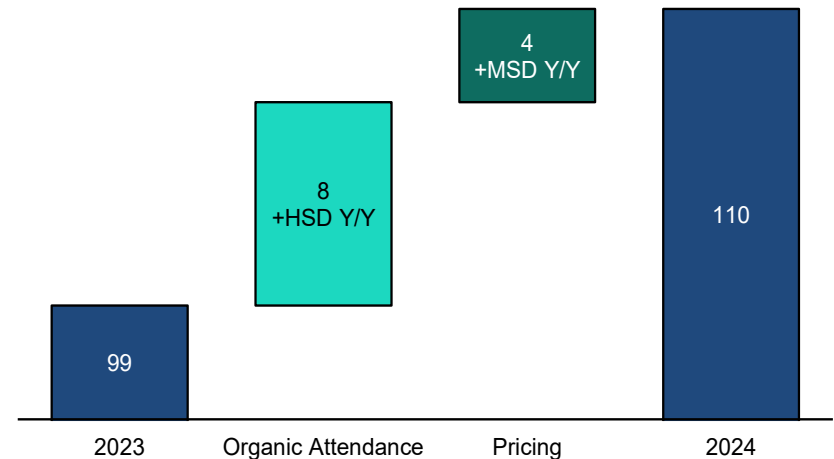 4
+MSD Y/Y
8
+HSD Y/Y
110
99
2023
Organic Attendance
Pricing
2024